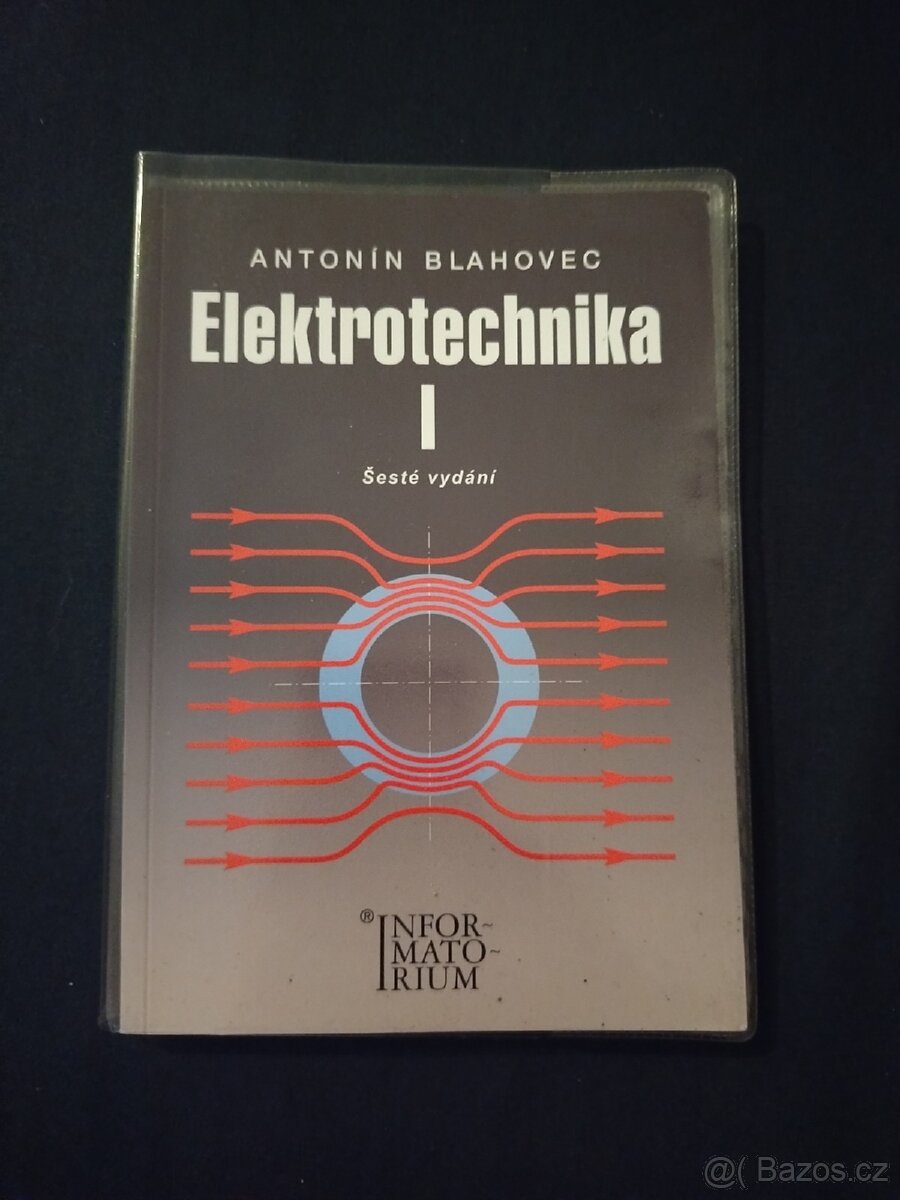 ANTONÍN BLAHOVEC
Elektrotechnika
I
Šesté vydání
®INFOR~
MATO~
RIUM
@( Bazos.cz